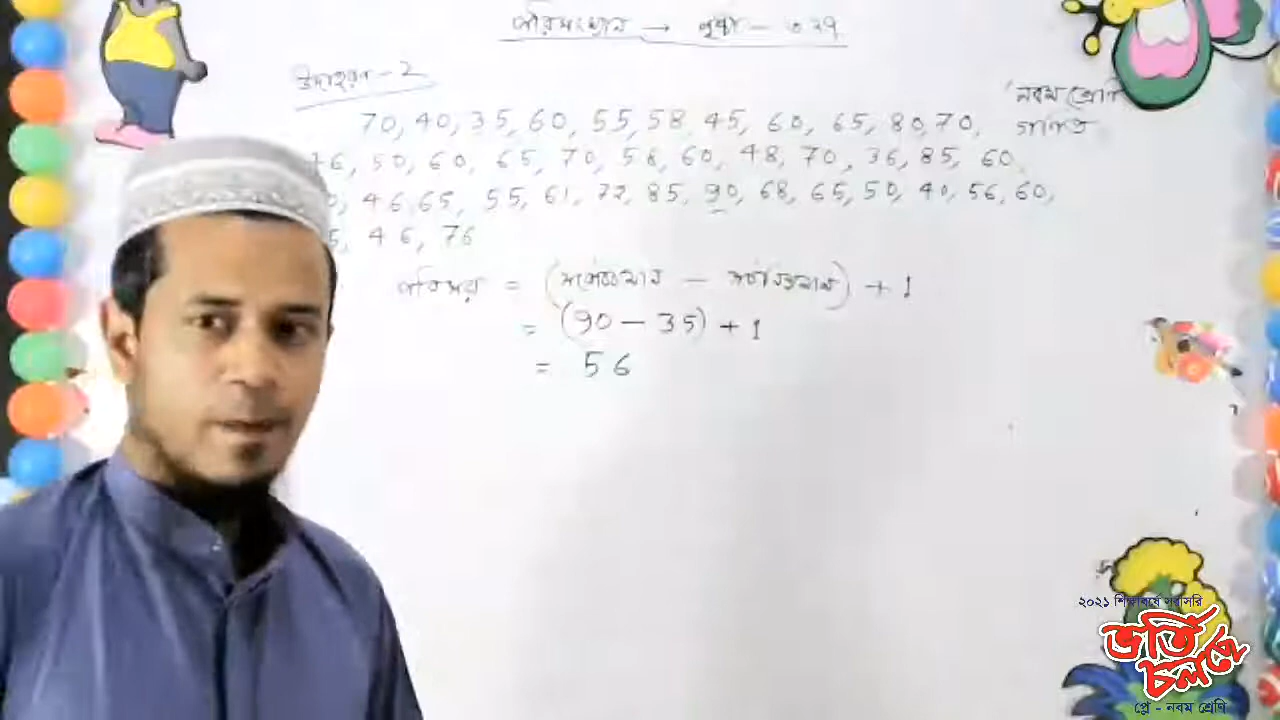 পরিসংখ্যান → পৃষ্ঠা - ৩২৭
উদাহরণ - 2
নবম শ্রেণি
গণিত
70, 40, 35, 60, 55, 58, 45, 60, 65, 80, 70,
46, 50, 60, 65, 70, 58, 60, 48, 70, 36, 85, 60,
46, 65, 55, 61, 72, 85, 90, 68, 65, 50, 40, 56, 60,
5, 46, 76
পরিসর = (সর্বোচ্চমান - সর্বনিম্নমান) + 1
= (90 - 35) + 1
= 56
২০২১ শিক্ষাবর্ষে সরাসরি
ভর্তি চলছে
প্লে - নবম শ্রেণি